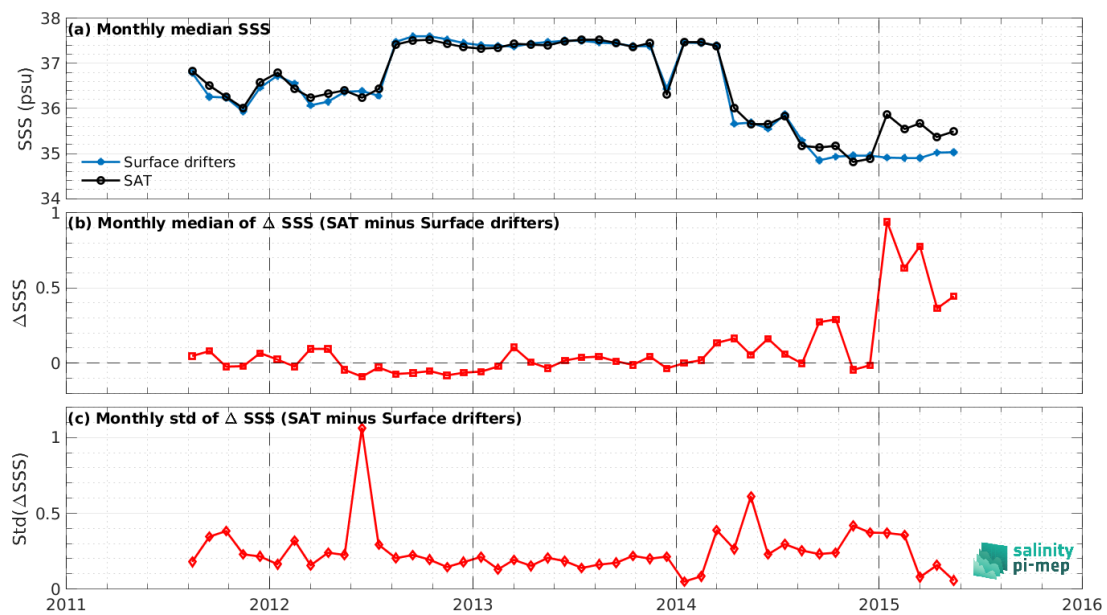 (a) Monthly median SSS
SSS (psu)
38
37
36
35
34
Surface drifters
SAT
(b) Monthly median of Δ SSS (SAT minus Surface drifters)
ΔSSS
1
0.5
0
(c) Monthly std of Δ SSS (SAT minus Surface drifters)
Std(ΔSSS)
1
0.5
0
salinity
pi-mep
2011 2012 2013 2014 2015 2016